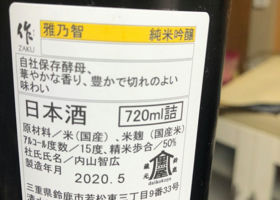 作
ZAKU
雅乃智
純米吟醸
自社保存酵母、
華やかな香り、豊かで切れのよい
味わい
日本酒
720ml詰
原材料／米(国産)、米麹(国産米)
アルコール度数／15度、精米歩合／50%
杜氏氏名／内山智広
製造年月
2020.5
三重県鈴鹿市若松東三丁目9番33号